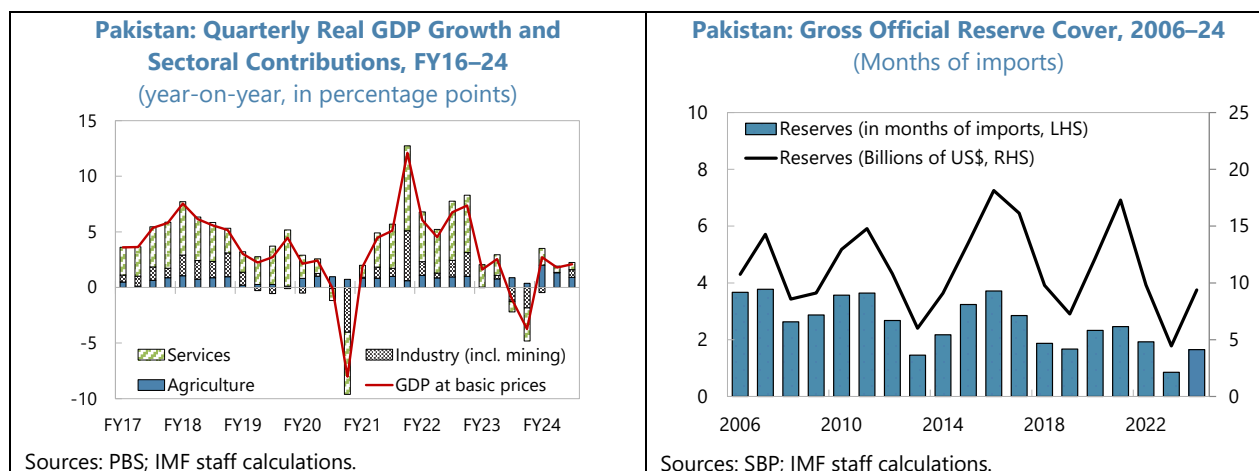 Pakistan: Quarterly Real GDP Growth and
Sectoral Contributions, FY16–24
(year-on-year, in percentage points)
15
10
5
0
-5
-10
Services
Industry (incl. mining)
Agriculture
GDP at basic prices
FY17 FY18 FY19 FY20 FY21 FY22 FY23 FY24
Sources: PBS; IMF staff calculations.
Pakistan: Gross Official Reserve Cover, 2006–24
(Months of imports)
10
8
6
4
2
0
25
20
15
10
5
0
Reserves (in months of imports, LHS)
Reserves (Billions of US$, RHS)
2006 2010 2014 2018 2022
Sources: SBP; IMF staff calculations.